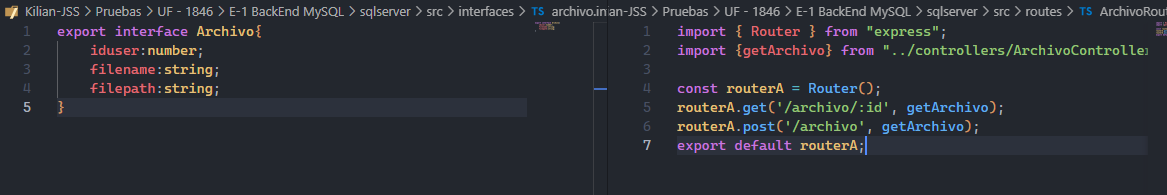 Kilian-JSS > Pruebas > UF - 1846 > E-1 BackEnd MySQL > sqlserver > src > interfaces > TS archivo.in
1 export interface Archivo{
2 iduser:number;
3 filename:string;
4 filepath:string;
5 }
an-JSS > Pruebas > UF - 1846 > E-1 BackEnd MySQL > sqlserver > src > routes > TS ArchivoRou
1 import { Router } from "express";
2 import {getArchivo} from "../controllers/ArchivoController
3
4 const routerA = Router();
5 routerA.get('/archivo/:id', getArchivo);
6 routerA.post('/archivo', getArchivo);
7 export default routerA;